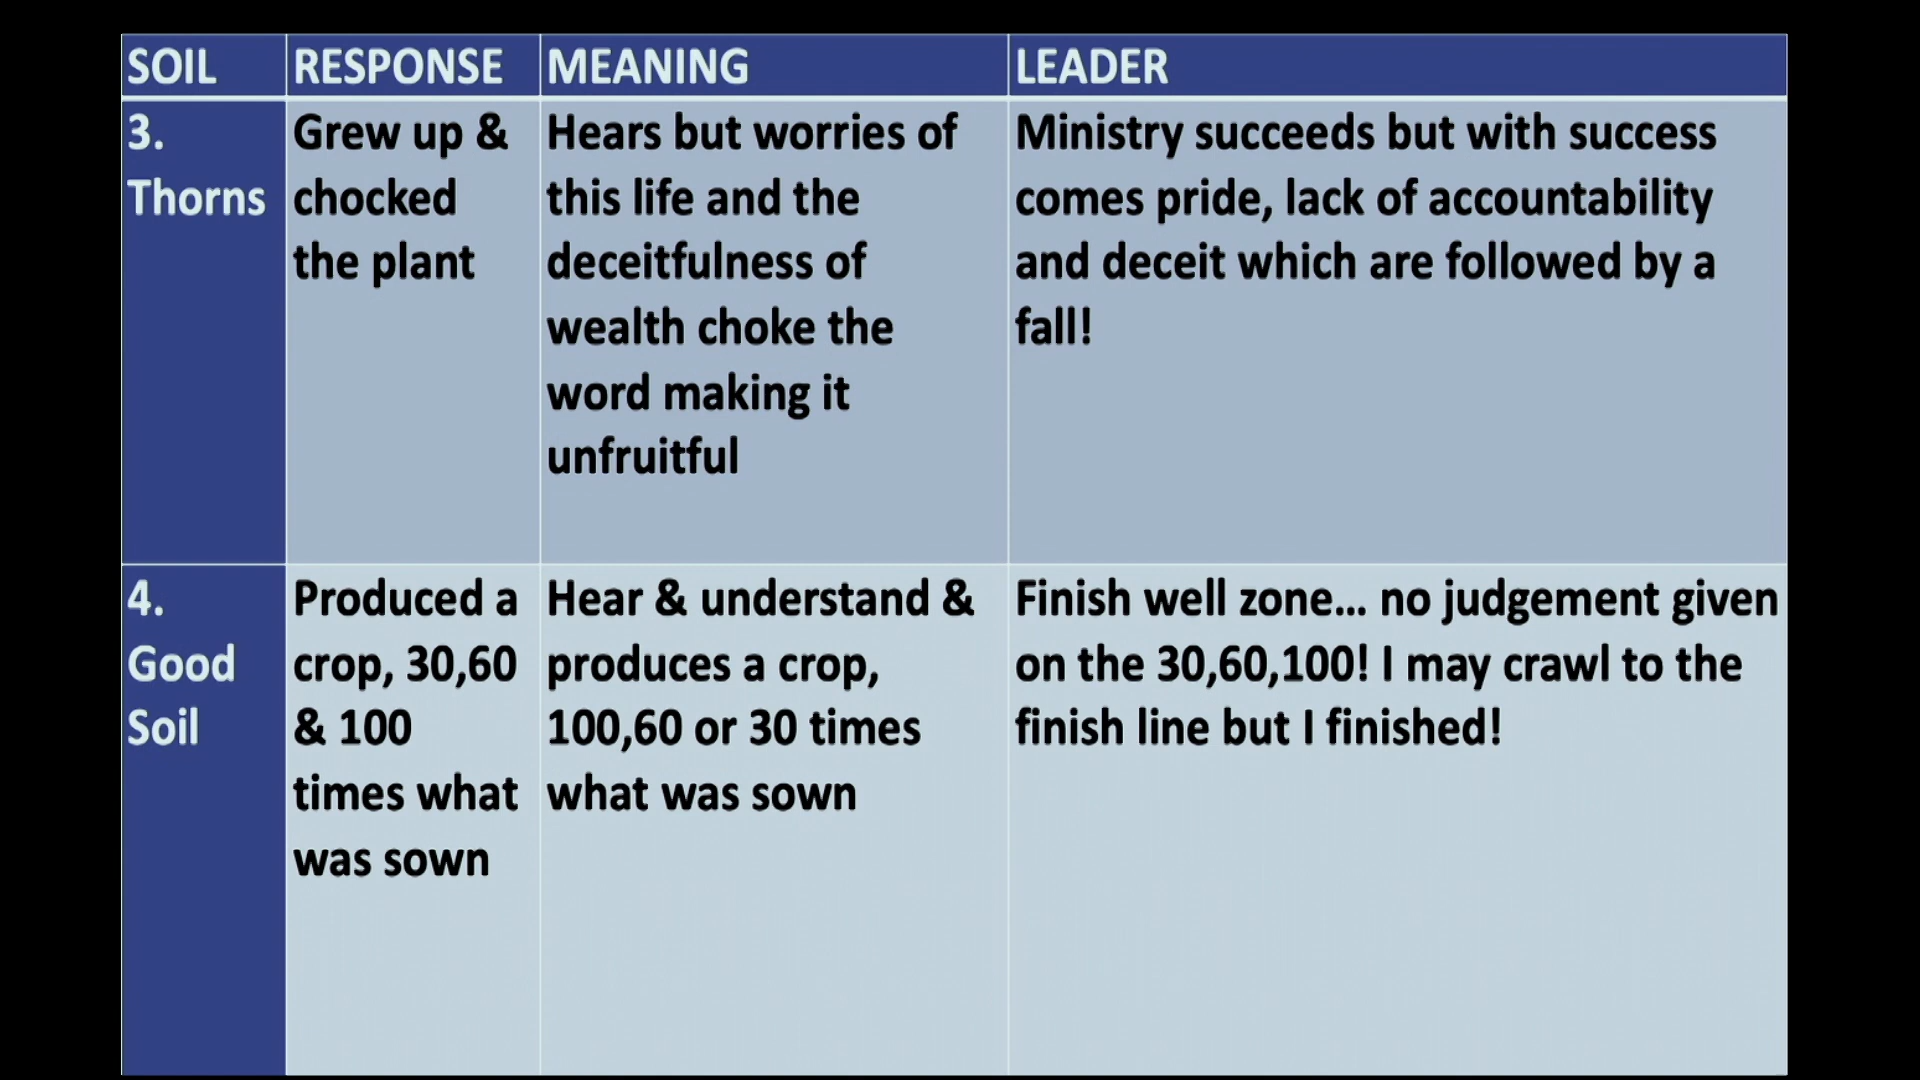 SOIL RESPONSE MEANING LEADER
3.
Thorns
Grew up &
chocked
the plant
Hears but worries of
this life and the
deceitfulness of
wealth choke the
word making it
unfruitful
Ministry succeeds but with success
comes pride, lack of accountability
and deceit which are followed by a
fall!
4.
Good
Soil
Produced a
crop, 30,60
& 100
times what
was sown
Hear & understand &
produces a crop,
100,60 or 30 times
what was sown
Finish well zone... no judgement given
on the 30,60,100! I may crawl to the
finish line but I finished!